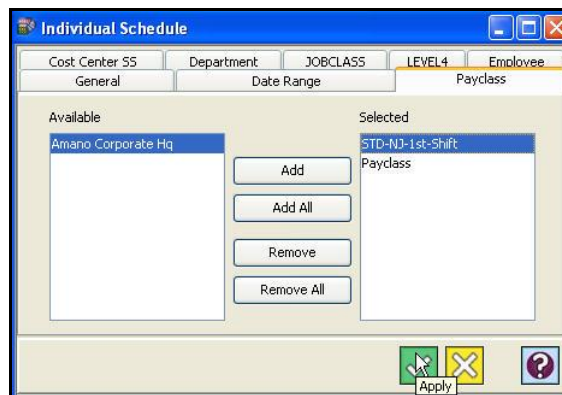 Individual Schedule
Cost Center SS Department JOBCLASS LEVEL4 Employee
General Date Range Payclass
Available Selected
Amano Corporate Hq STD-NJ-1st-Shift
Payclass
Add
Add All
Remove
Remove All
?
Apply